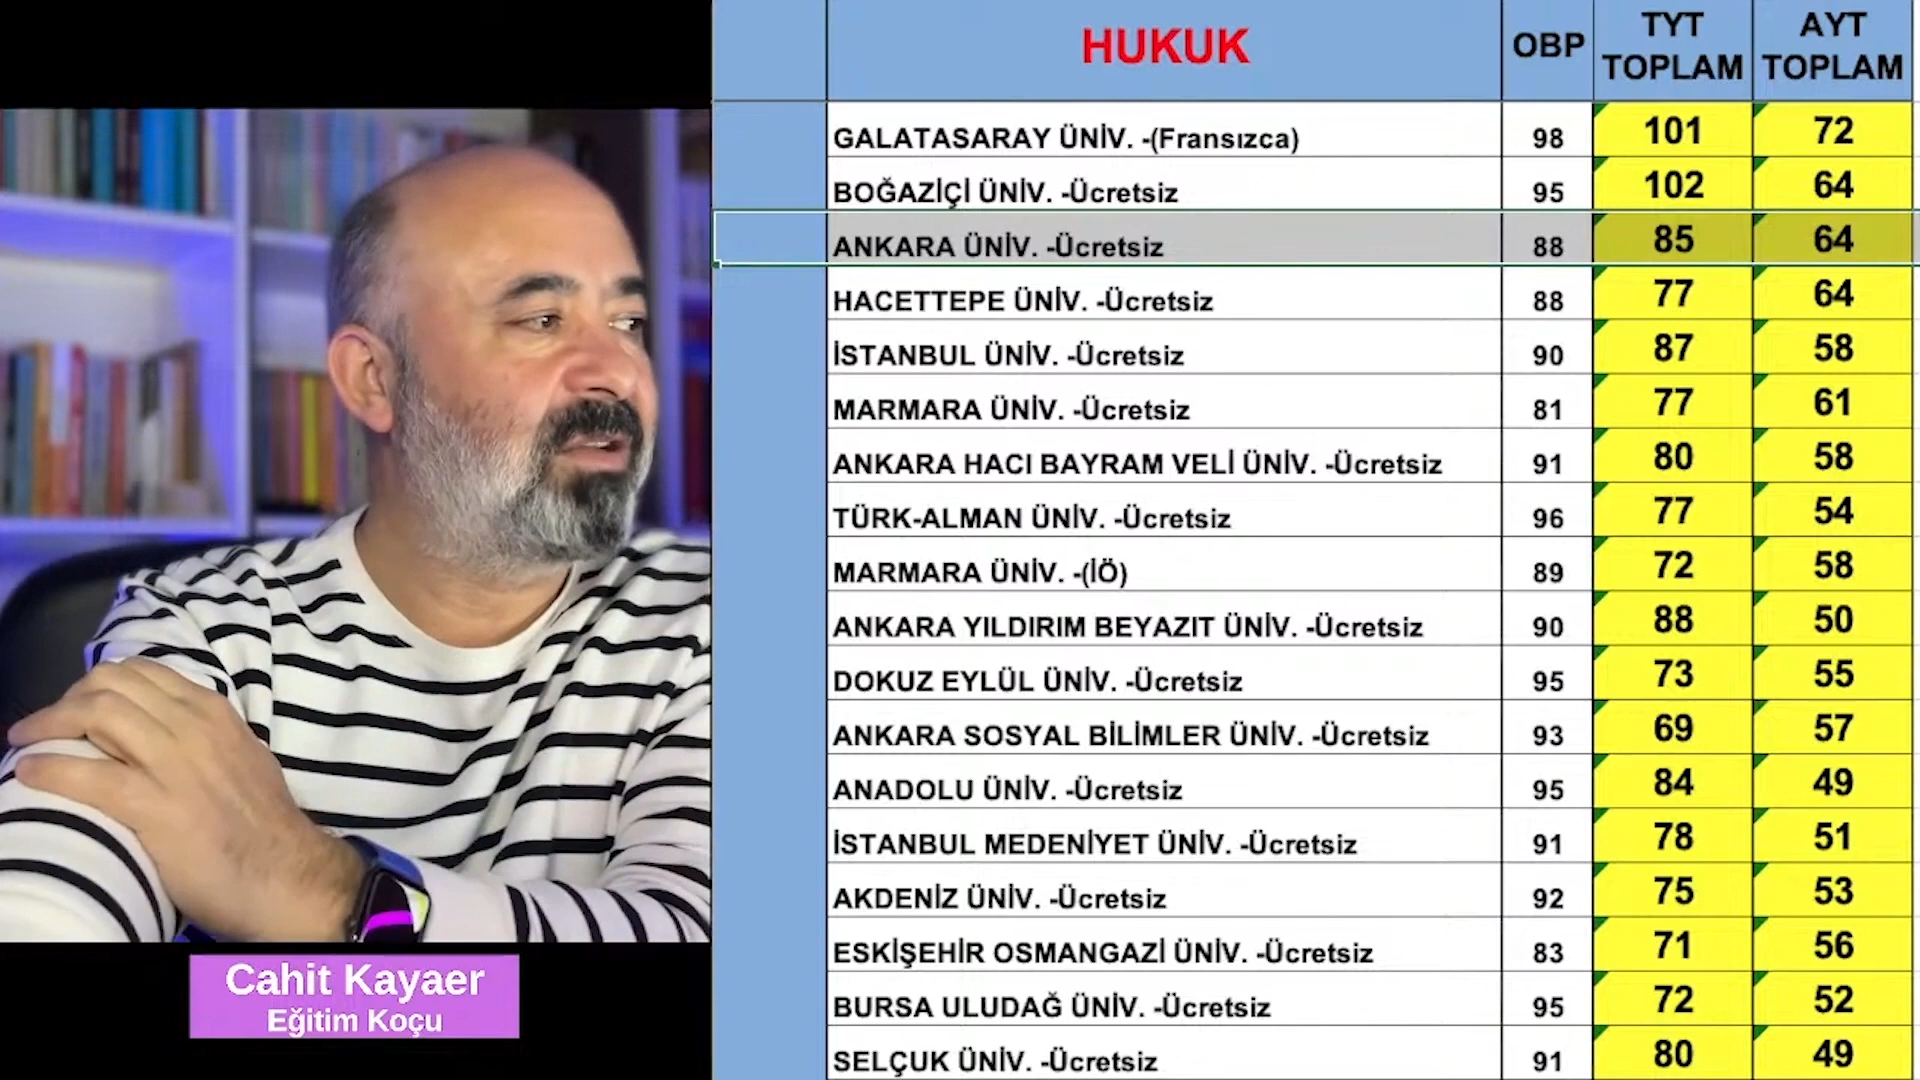 HUKUK OBP TYT TOPLAM AYT TOPLAM
GALATASARAY ÜNİV. -(Fransızca) 98 101 72
BOĞAZİÇİ ÜNİV. -Ücretsiz 95 102 64
ANKARA ÜNİV. -Ücretsiz 88 85 64
HACETTEPE ÜNİV. -Ücretsiz 88 77 64
İSTANBUL ÜNİV. -Ücretsiz 90 87 58
MARMARA ÜNİV. -Ücretsiz 81 77 61
ANKARA HACI BAYRAM VELİ ÜNİV. -Ücretsiz 91 80 58
TÜRK-ALMAN ÜNİV. -Ücretsiz 96 77 54
MARMARA ÜNİV. -(İÖ) 89 72 58
ANKARA YILDIRIM BEYAZIT ÜNİV. -Ücretsiz 90 88 50
DOKUZ EYLÜL ÜNİV. -Ücretsiz 95 73 55
ANKARA SOSYAL BİLİMLER ÜNİV. -Ücretsiz 93 69 57
ANADOLU ÜNİV. -Ücretsiz 95 84 49
İSTANBUL MEDENİYET ÜNİV. -Ücretsiz 91 78 51
AKDENİZ ÜNİV. -Ücretsiz 92 75 53
ESKİŞEHİR OSMANGAZİ ÜNİV. -Ücretsiz 83 71 56
BURSA ULUDAĞ ÜNİV. -Ücretsiz 95 72 52
SELÇUK ÜNİV. -Ücretsiz 91 80 49
Cahit Kayaer
Eğitim Koçu